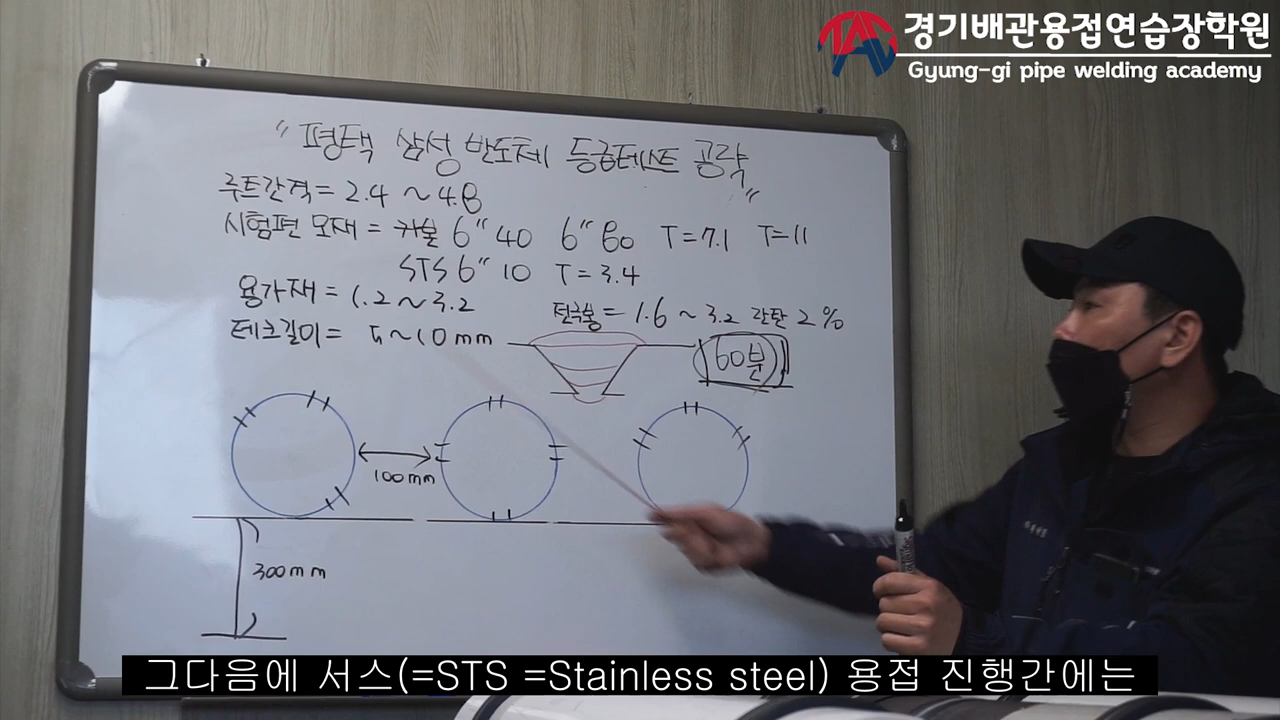 경기배관용접연습장학원
Gyung-gi pipe welding academy
" 평택 삼성 반도체 등급테스트 공략 "
루트간격 = 2.4 ~ 4.8
시험편 모재 = 카본 6" 40 6" 80 T=7.1 T=11
STS 6" 10 T=3.4
용가재 = 1.2 ~ 3.2 전극봉 = 1.6 ~ 3.2 란탄 2%
테크길이 = 5 ~ 10 mm
60분
100mm
300mm
그다음에 서스(=STS =Stainless steel) 용접 진행간에는